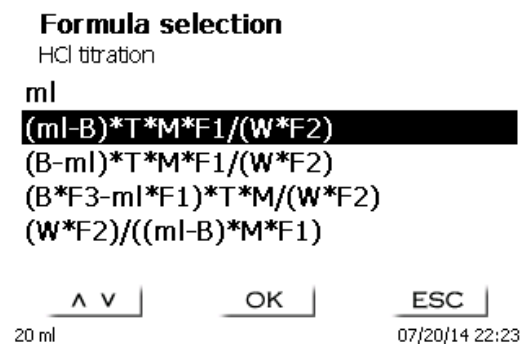 Formula selection
HCl titration
ml
(ml-B)*T*M*F1/(W*F2)
(B-ml)*T*M*F1/(W*F2)
(B*F3-ml*F1)*T*M/(W*F2)
(W*F2)/((ml-B)*M*F1)
∧ ∨ OK ESC
20 ml 07/20/14 22:23